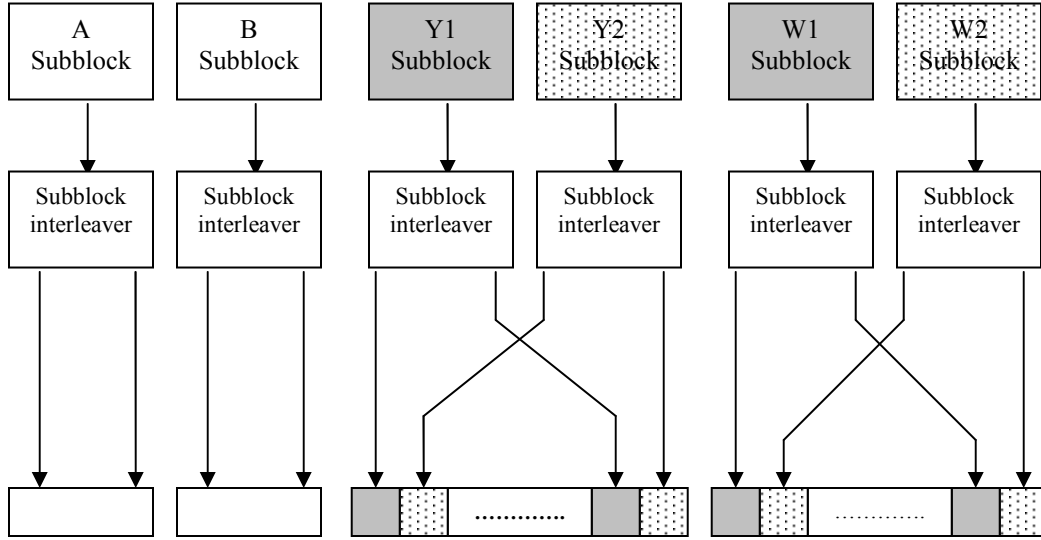 A
Subblock
B
Subblock
Y1
Subblock
Y2
Subblock
W1
Subblock
W2
Subblock
Subblock
interleaver
Subblock
interleaver
Subblock
interleaver
Subblock
interleaver
Subblock
interleaver
Subblock
interleaver
.............
.............